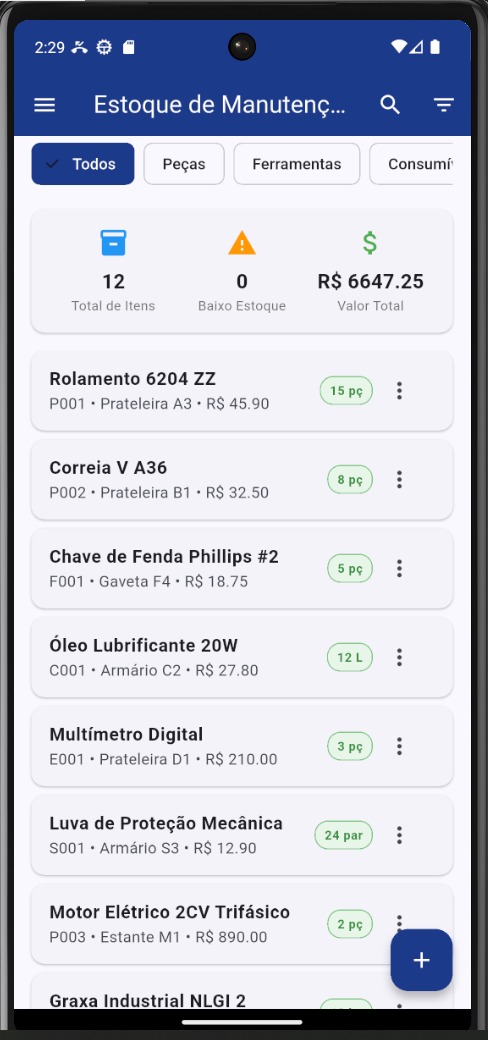 2:29
Estoque de Manutenç...
Todos
Peças
Ferramentas
Consumív
12
0
R$ 6647.25
Total de Itens
Baixo Estoque
Valor Total
Rolamento 6204 ZZ
P001 • Prateleira A3 • R$ 45.90
15 pç
Correia V A36
P002 • Prateleira B1 • R$ 32.50
8 pç
Chave de Fenda Phillips #2
F001 • Gaveta F4 • R$ 18.75
5 pç
Óleo Lubrificante 20W
C001 • Armário C2 • R$ 27.80
12 L
Multímetro Digital
E001 • Prateleira D1 • R$ 210.00
3 pç
Luva de Proteção Mecânica
S001 • Armário S3 • R$ 12.90
24 par
Motor Elétrico 2CV Trifásico
P003 • Estante M1 • R$ 890.00
2 pç
Graxa Industrial NLGI 2